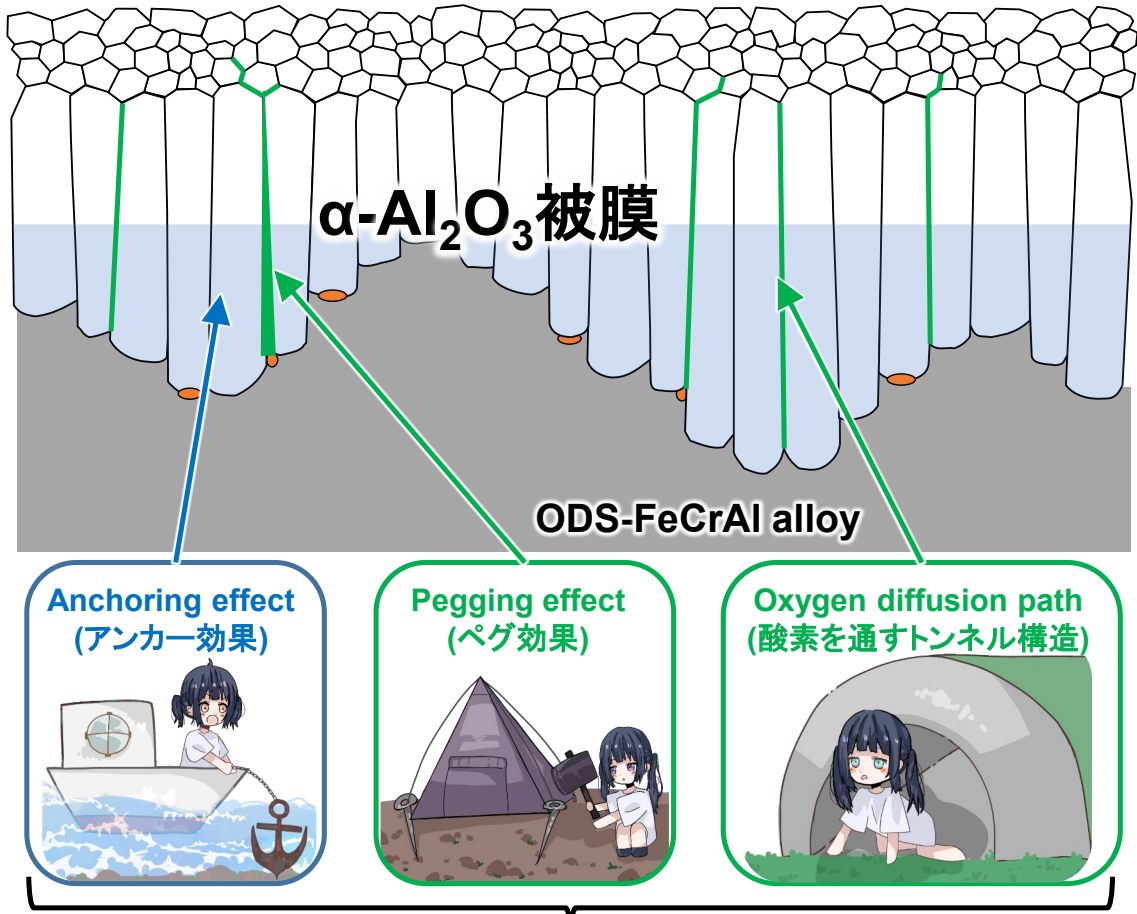 α-Al₂O₃被膜
ODS-FeCrAl alloy
Anchoring effect
(アンカー効果)
Pegging effect
(ペグ効果)
Oxygen diffusion path
(酸素を通すトンネル構造)